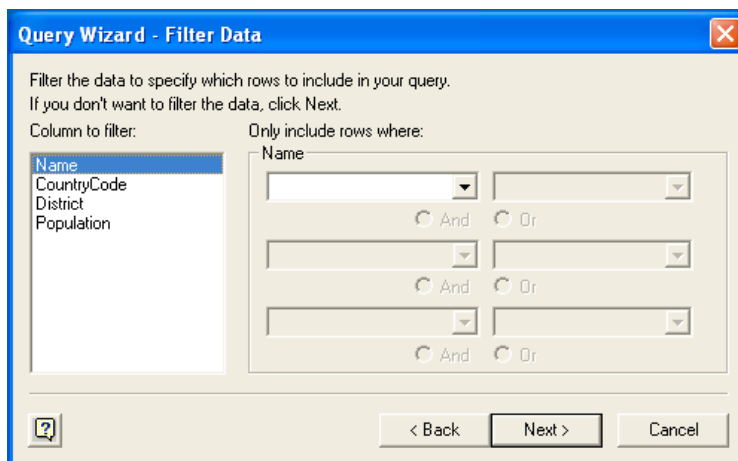 Query Wizard - Filter Data
Filter the data to specify which rows to include in your query.
If you don't want to filter the data, click Next.
Column to filter:
Only include rows where:
Name
CountryCode
District
Population
Name
And Or
And Or
And Or
< Back
Next >
Cancel